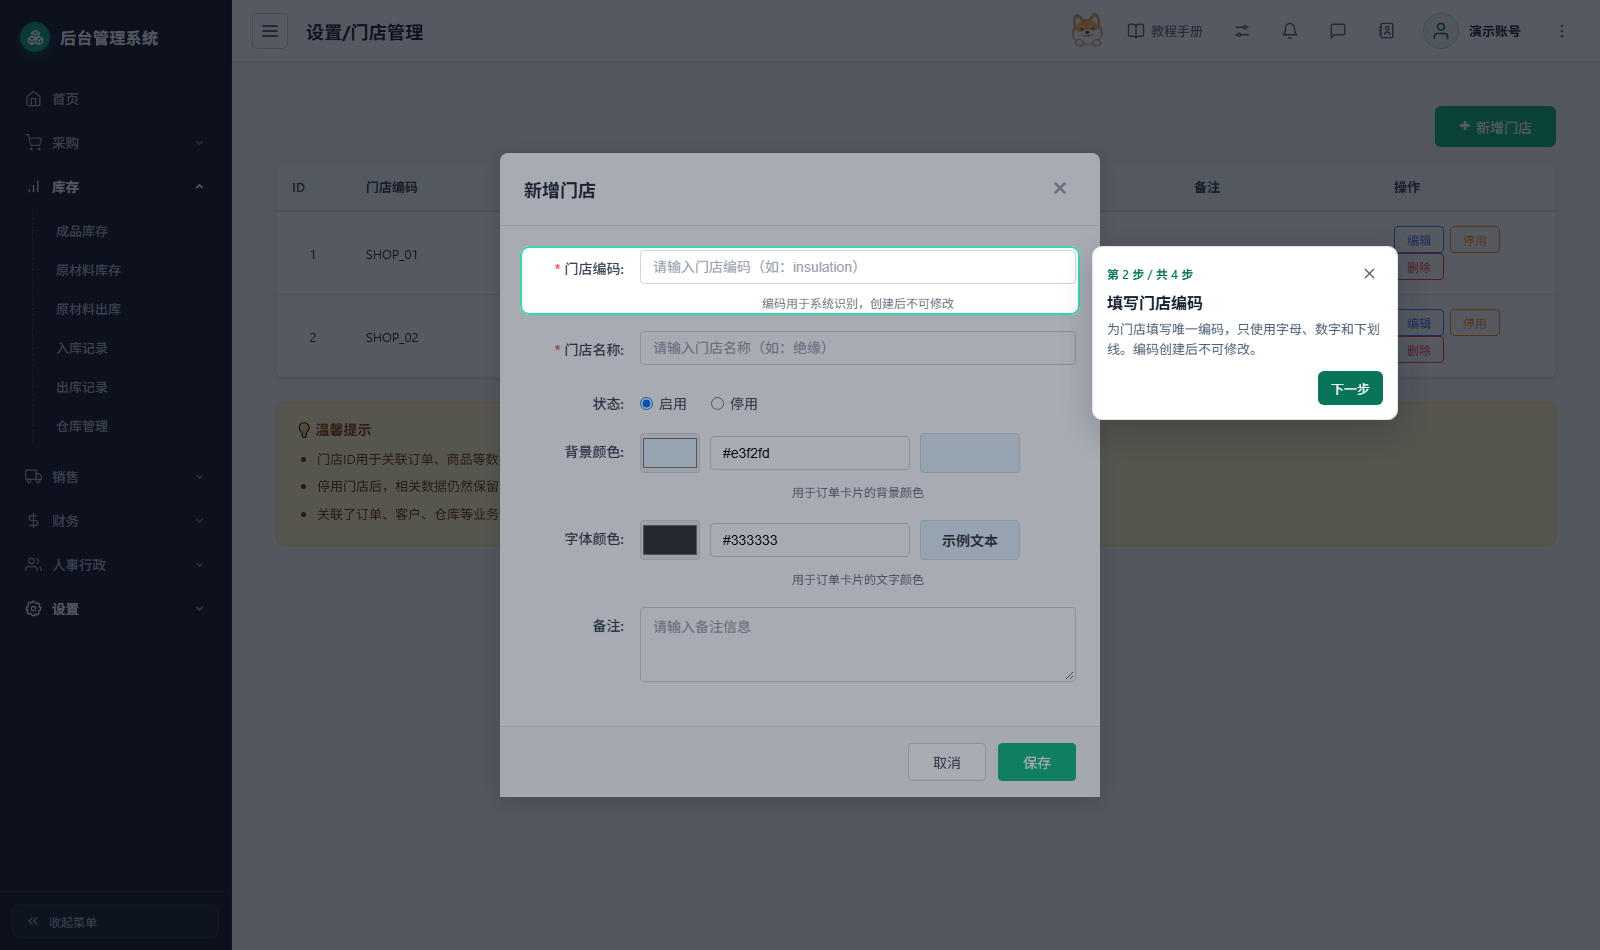 后台管理系统
设置/门店管理
教程手册
演示账号
首页
采购
库存
成品库存
原材料库存
原材料出库
入库记录
出库记录
仓库管理
销售
财务
人事行政
设置
收起菜单
+ 新增门店
ID
门店编码
备注
操作
1
SHOP_01
编辑
停用
删除
2
SHOP_02
编辑
停用
删除
温馨提示
门店ID用于关联订单、商品等数
停用门店后，相关数据仍然保留
关联了订单、客户、仓库等业务
新增门店
* 门店编码:
请输入门店编码（如：insulation）
编码用于系统识别，创建后不可修改
* 门店名称:
请输入门店名称（如：绝缘）
状态:
启用
停用
背景颜色:
#e3f2fd
用于订单卡片的背景颜色
字体颜色:
#333333
示例文本
用于订单卡片的文字颜色
备注:
请输入备注信息
取消
保存
第 2 步 / 共 4 步
填写门店编码
为门店填写唯一编码，只使用字母、数字和下划
线。编码创建后不可修改。
下一步